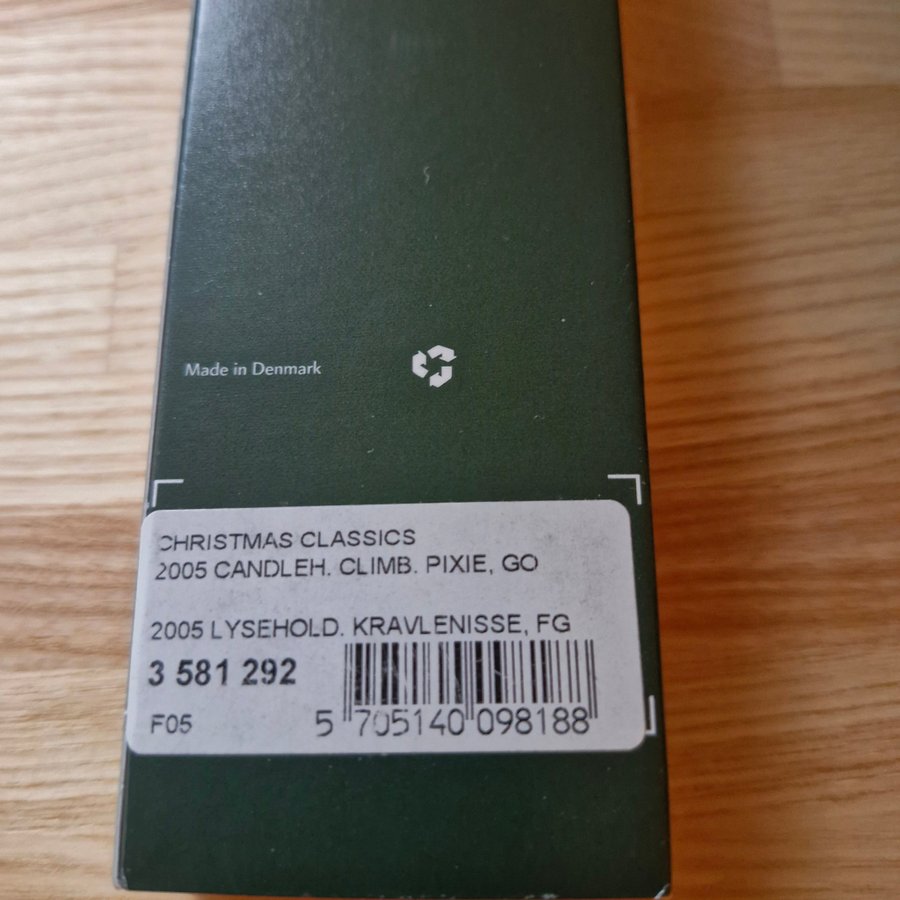 Made in Denmark
CHRISTMAS CLASSICS
2005 CANDLEH. CLIMB. PIXIE, GO
2005 LYSEHOLD. KRAVLENISSE, FG
3 581 292
F05
5 705140 098188